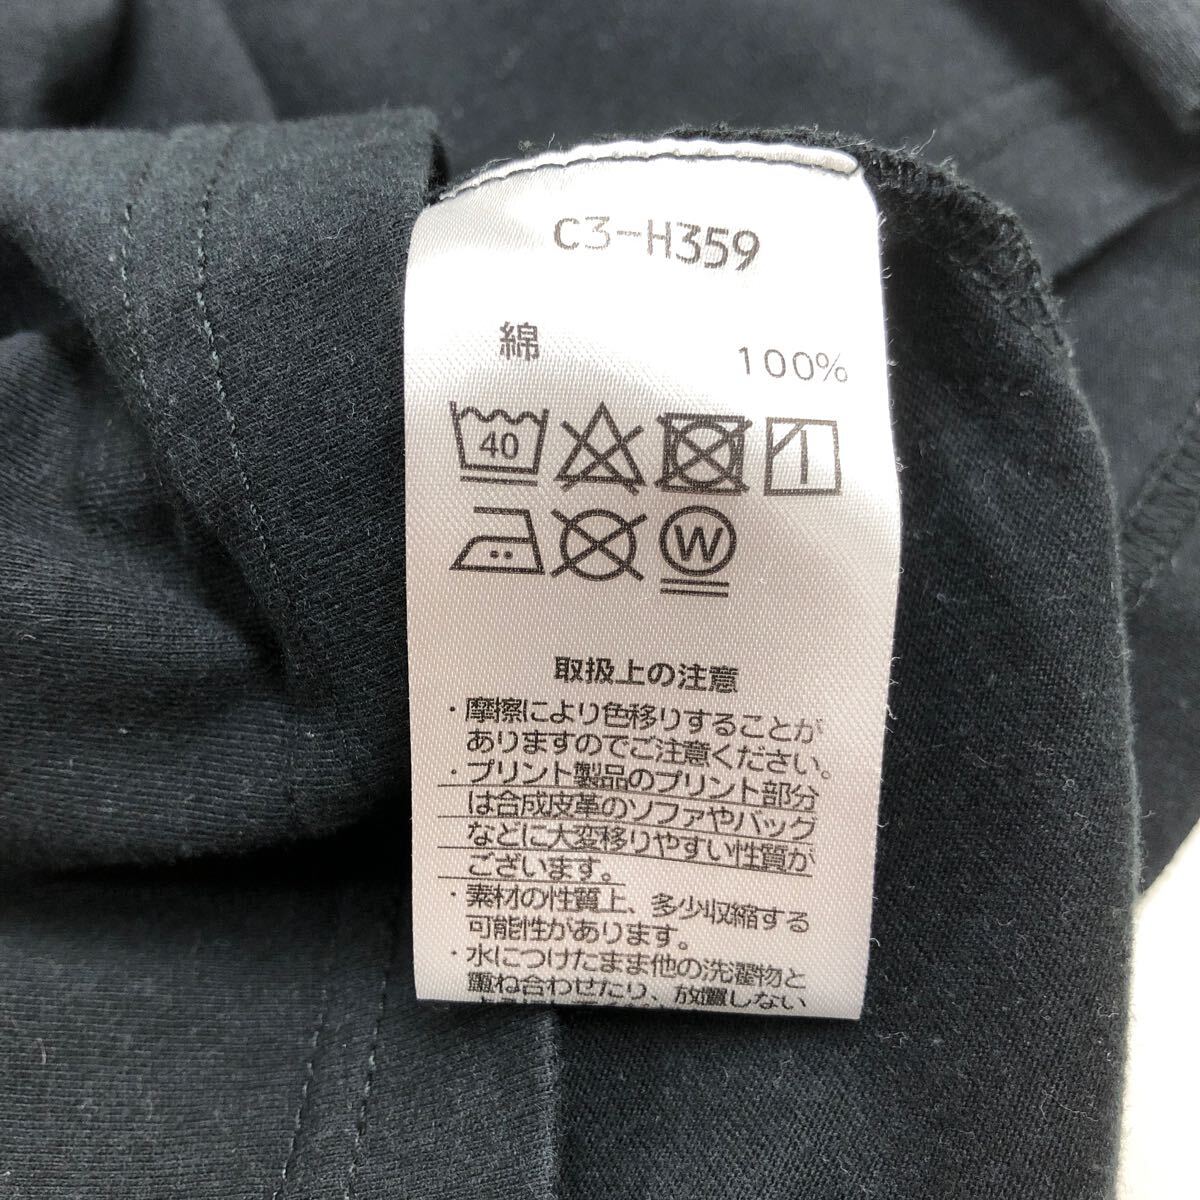 C3-H359
綿
100%
40
W
取扱上の注意
・摩擦により色移りすることが
ありますのでご注意ください。
・プリント製品のプリント部分
は合成皮革のソファやバッグ
などに大変移りやすい性質が
ございます。
・素材の性質上、多少収縮する
可能性があります。
・水につけたまま他の洗濯物と
重ね合わせたり、放置しない